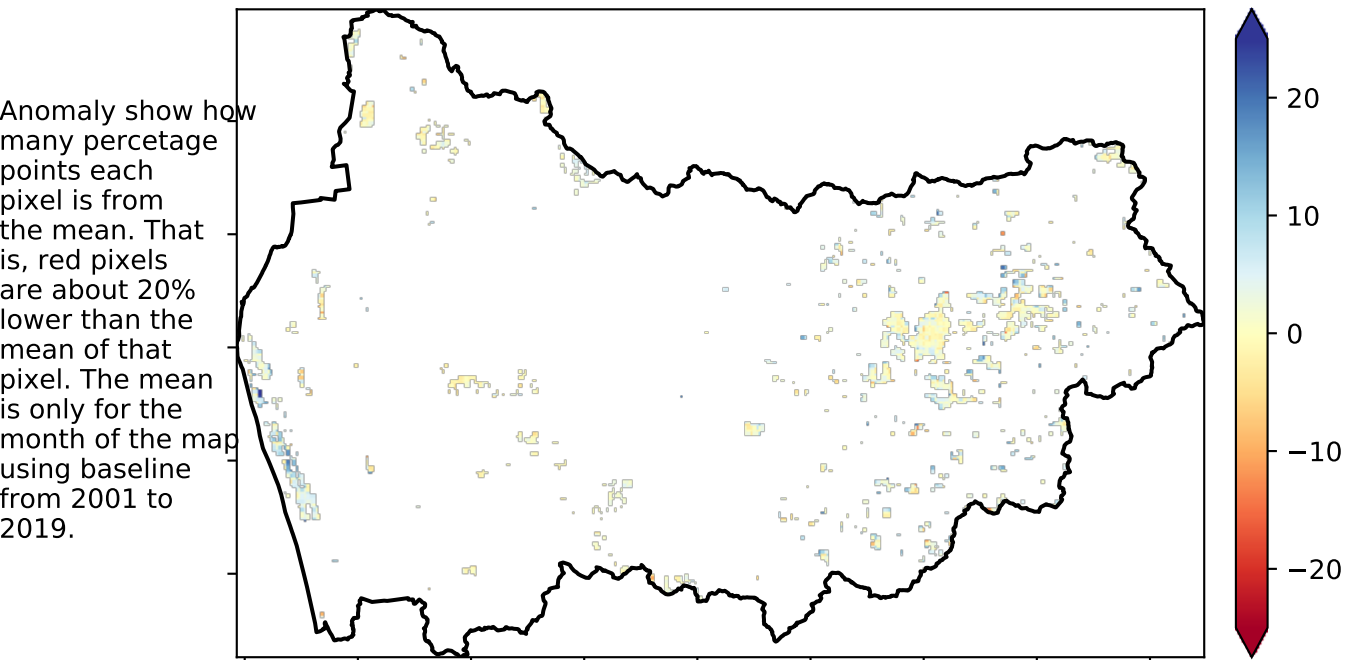 Anomaly show how
many percetage
points each
pixel is from
the mean. That
is, red pixels
are about 20%
lower than the
mean of that
pixel. The mean
is only for the
month of the map
using baseline
from 2001 to
2019.
20
10
0
−10
−20